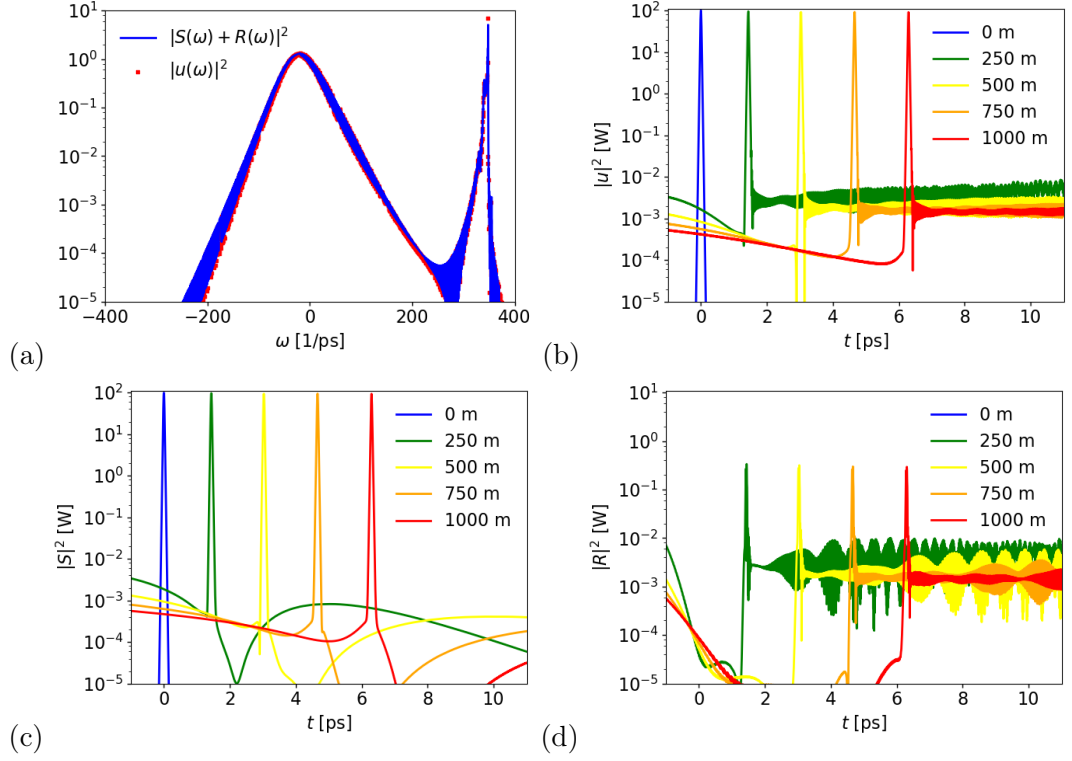 10^1
10^0
10^-1
10^-2
10^-3
10^-4
10^-5
−400
−200
0
200
400
ω [1/ps]
|S(ω) + R(ω)|^2
|u(ω)|^2
(a)
10^2
10^1
10^0
10^-1
10^-2
10^-3
10^-4
10^-5
|u|^2 [W]
0
2
4
6
8
10
t [ps]
0 m
250 m
500 m
750 m
1000 m
(b)
10^2
10^1
10^0
10^-1
10^-2
10^-3
10^-4
10^-5
|S|^2 [W]
0
2
4
6
8
10
t [ps]
0 m
250 m
500 m
750 m
1000 m
(c)
10^1
10^0
10^-1
10^-2
10^-3
10^-4
10^-5
|R|^2 [W]
0
2
4
6
8
10
t [ps]
0 m
250 m
500 m
750 m
1000 m
(d)